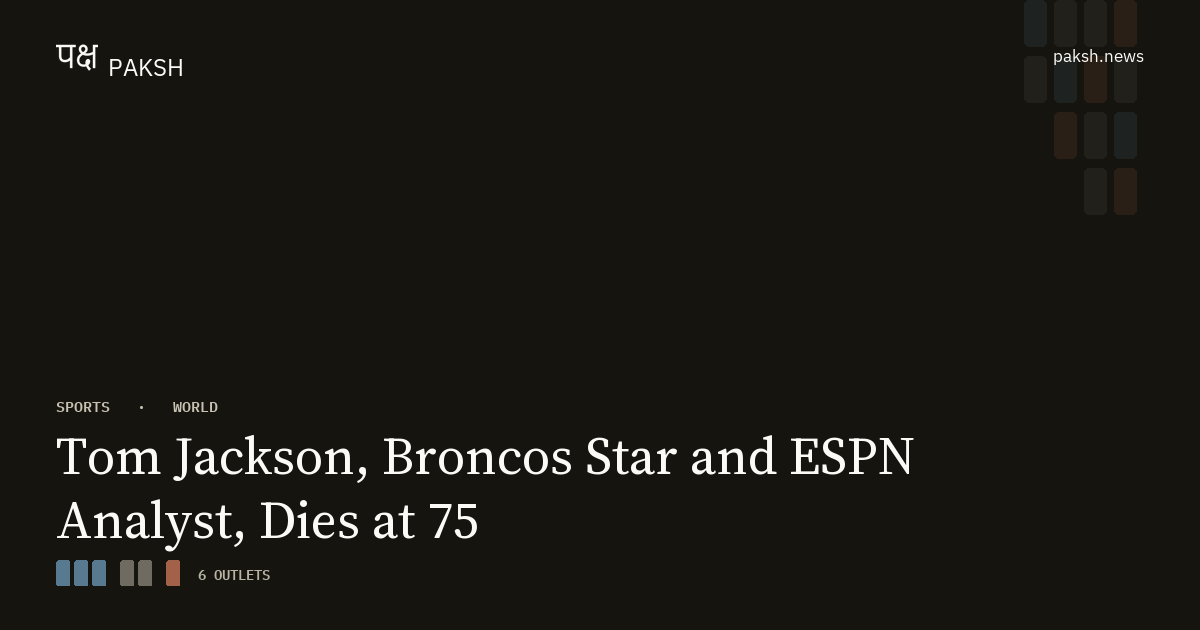 पक्ष PAKSH
paksh.news
SPORTS · WORLD
Tom Jackson, Broncos Star and ESPN
Analyst, Dies at 75
6 OUTLETS